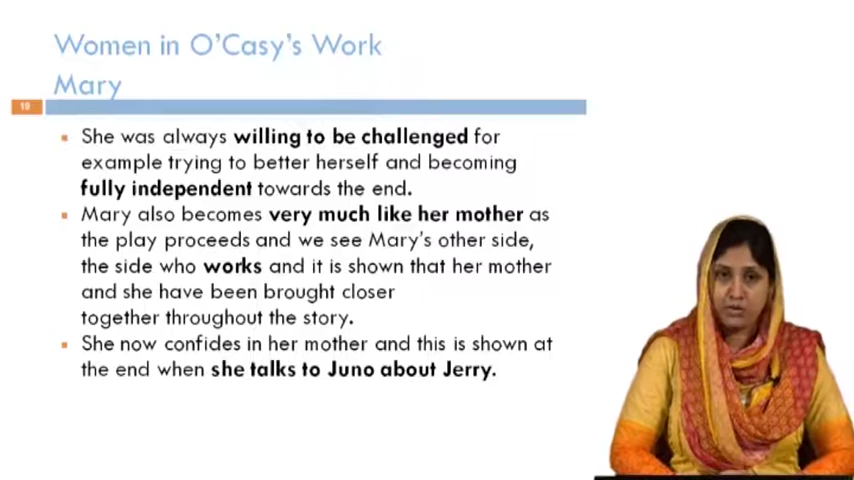 Women in O'Casy's Work
Mary
19
She was always willing to be challenged for
example trying to better herself and becoming
fully independent towards the end.
Mary also becomes very much like her mother as
the play proceeds and we see Mary's other side,
the side who works and it is shown that her mother
and she have been brought closer
together throughout the story.
She now confides in her mother and this is shown at
the end when she talks to Juno about Jerry.